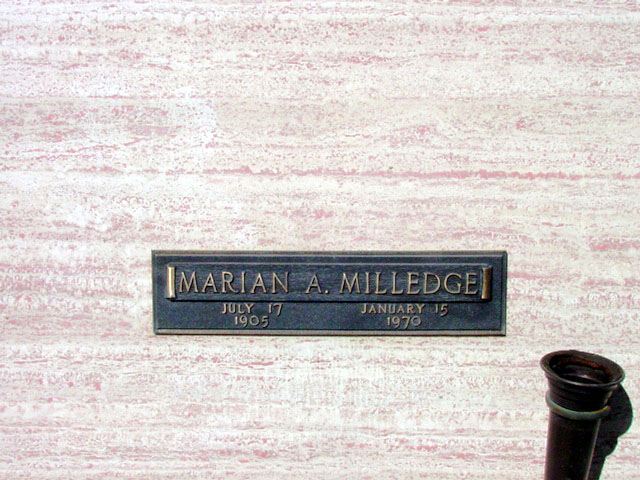 MARIAN A. MILLEDGE
JULY 17 JANUARY 15
1905 1970